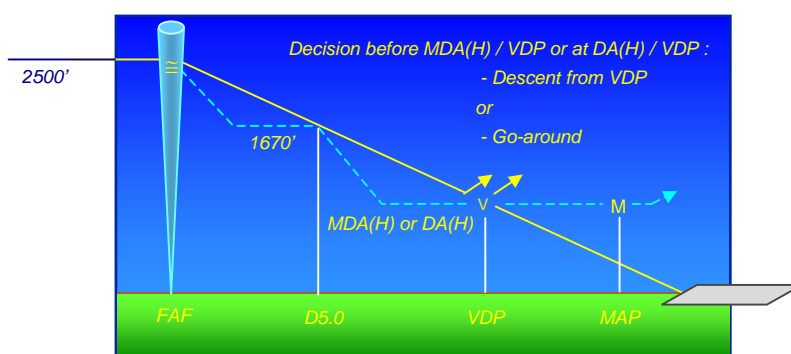 Decision before MDA(H) / VDP or at DA(H) / VDP :
- Descent from VDP
or
- Go-around
2500'
1670'
MDA(H) or DA(H)
V
M
FAF
D5.0
VDP
MAP